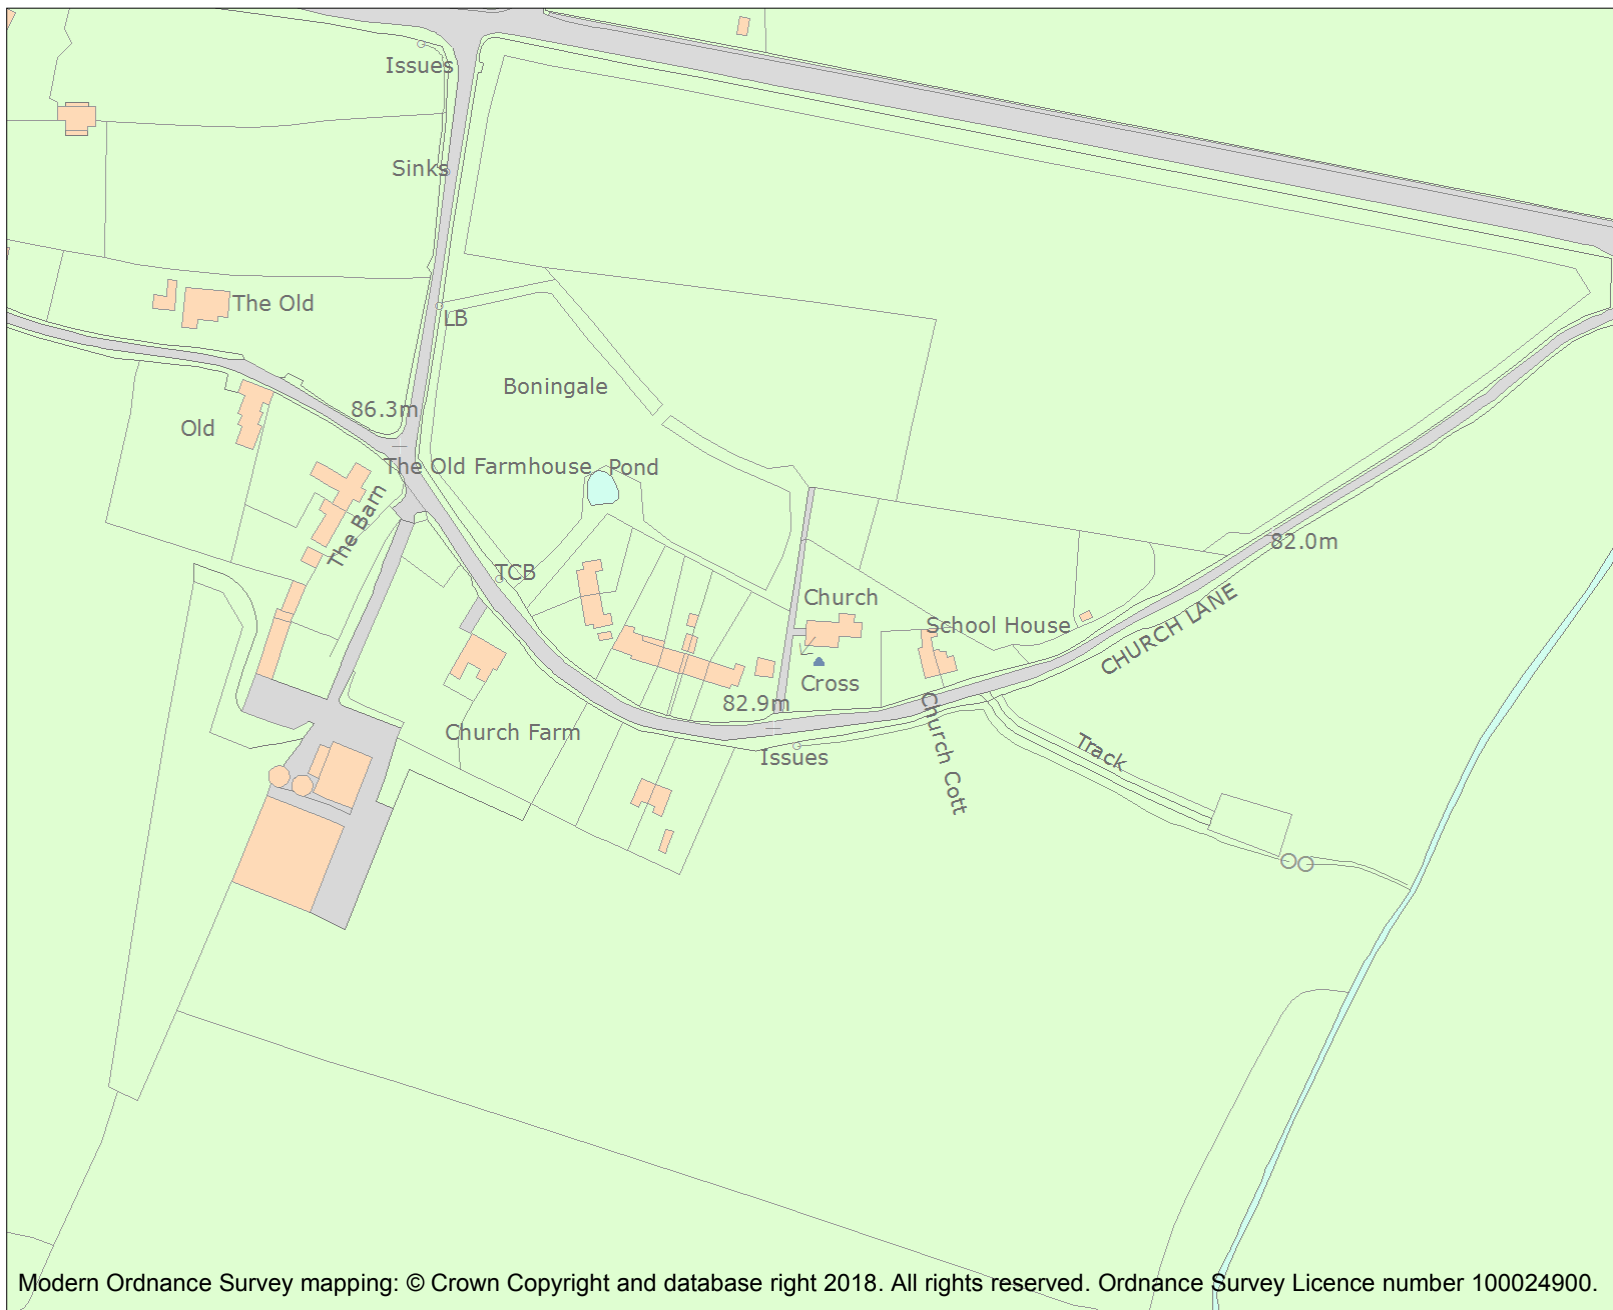 Issues
Sinks
The Old
LB
Boningale
86.3m
Old
The Old Farmhouse
Pond
The Barn
TCB
82.0m
Church
CHURCH LANE
School House
Cross
82.9m
Church Cott
Church Farm
Issues
Track
Modern Ordnance Survey mapping: © Crown Copyright and database right 2018. All rights reserved. Ordnance Survey Licence number 100024900.